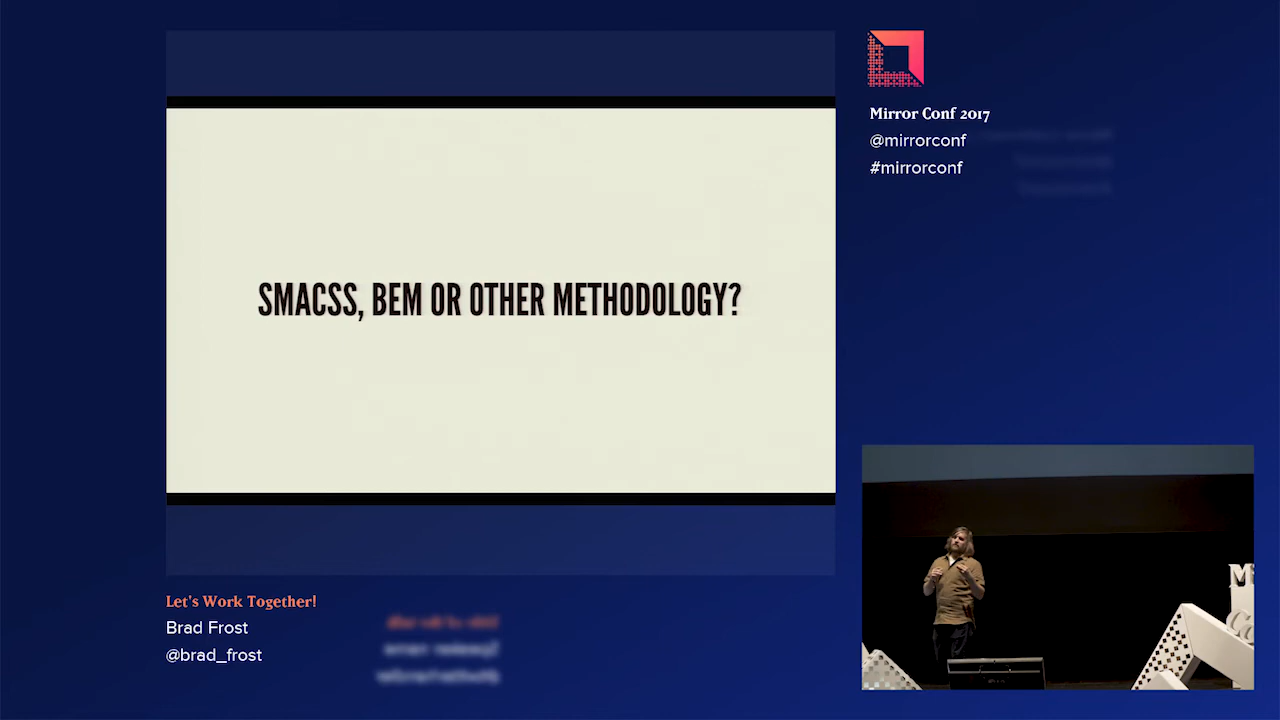 SMACSS, BEM OR OTHER METHODOLOGY?
Mirror Conf 2017
@mirrorconf
#mirrorconf
Let's Work Together!
Brad Frost
@brad_frost